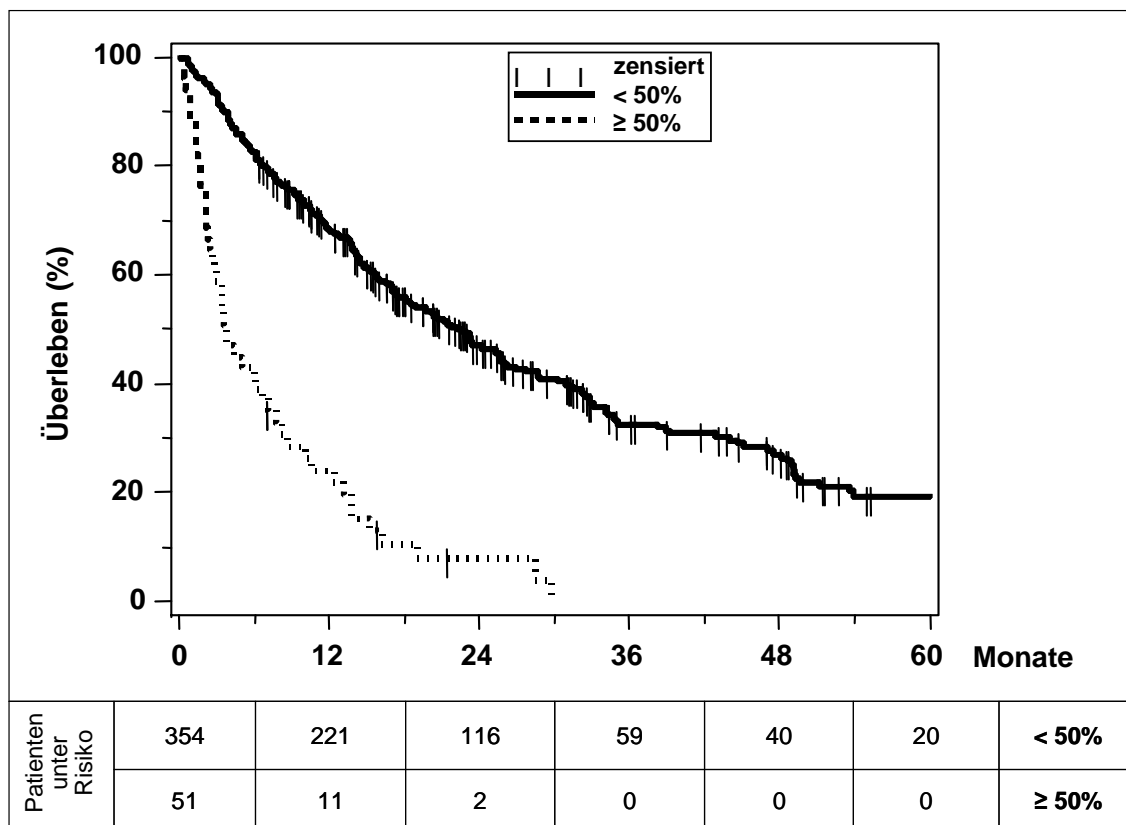 100
80
60
40
20
0
Überleben (%)
zensiert
< 50%
≥ 50%
0 12 24 36 48 60 Monate
Patienten
unter
Risiko
354 221 116 59 40 20 < 50%
51 11 2 0 0 0 ≥ 50%